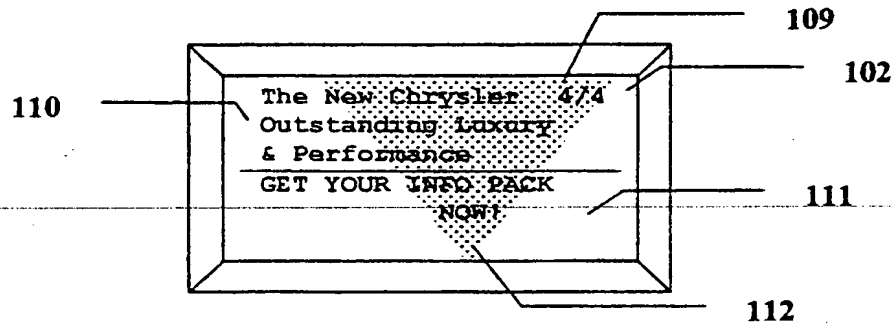 109
102
110
The New Chrysler 4/4
Outstanding Luxury
& Performance
GET YOUR INFO PACK
NOW!
111
112